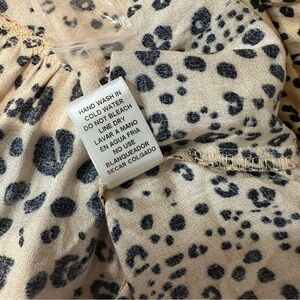 HAND WASH IN
COLD WATER
DO NOT BLEACH
LINE DRY
LAVAR A MANO
EN AGUA FRIA
NO USE
BLANQUEADOR
SECAR COLGADO